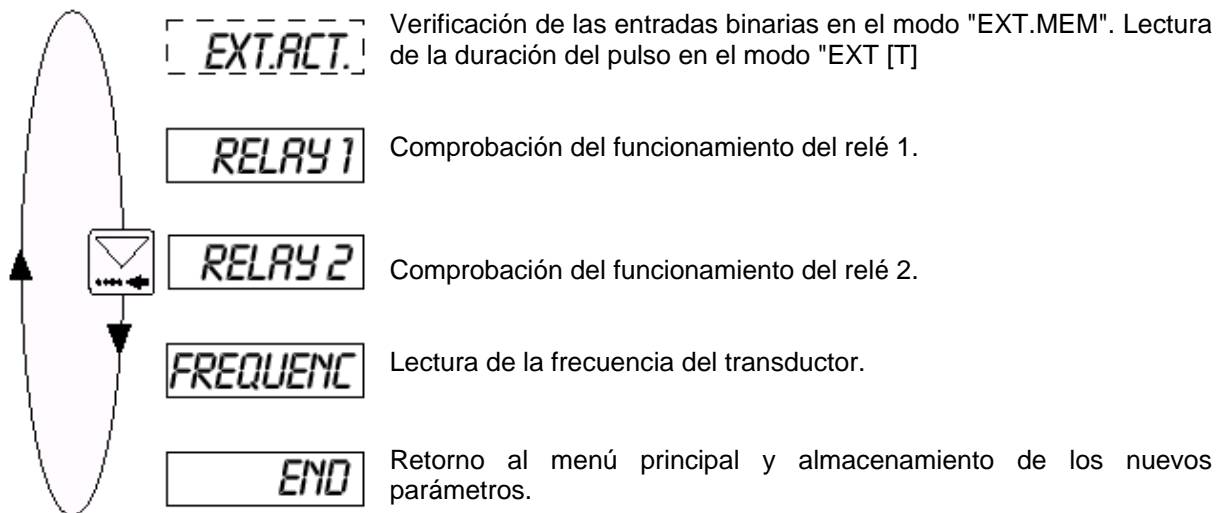 EXT.ACT.
Verificación de las entradas binarias en el modo "EXT.MEM". Lectura
de la duración del pulso en el modo "EXT [T]
RELAY 1
Comprobación del funcionamiento del relé 1.
RELAY 2
Comprobación del funcionamiento del relé 2.
FREQUENC
Lectura de la frecuencia del transductor.
END
Retorno al menú principal y almacenamiento de los nuevos
parámetros.